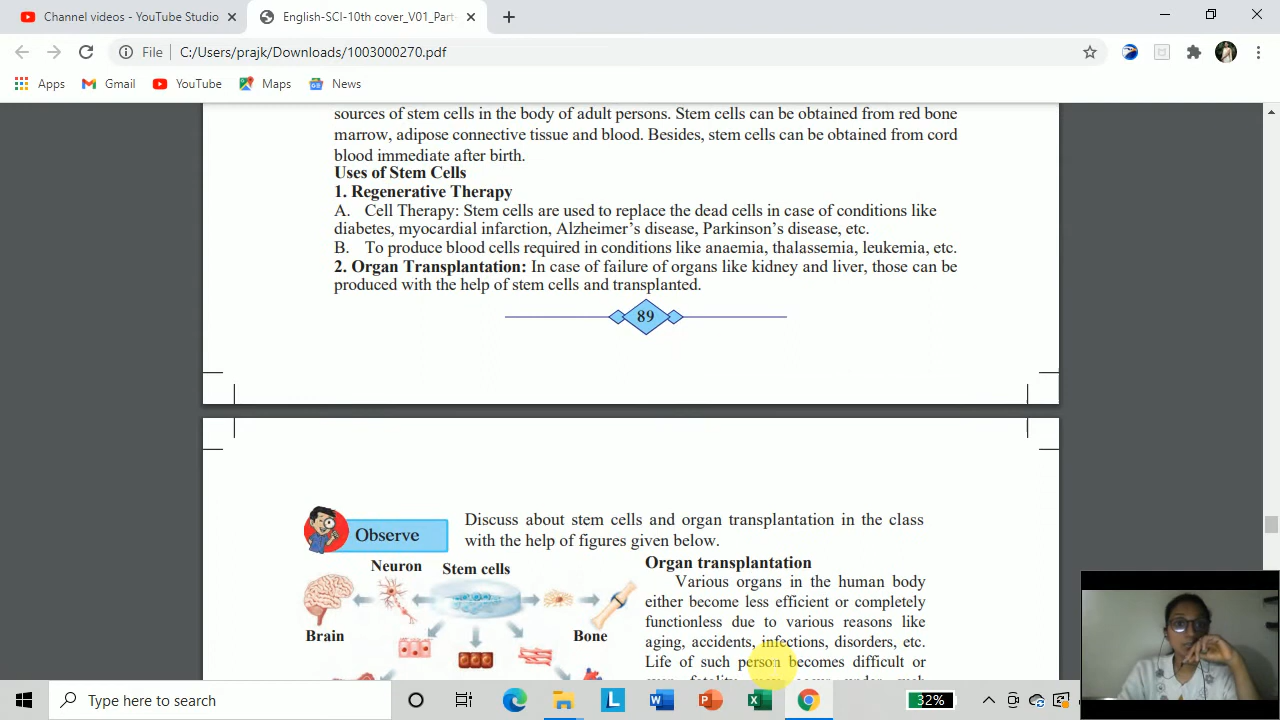 Channel videos - YouTube Studio
English-SCI-10th cover_V01_Part-
File C:/Users/prajk/Downloads/1003000270.pdf
Apps Gmail YouTube Maps News
sources of stem cells in the body of adult persons. Stem cells can be obtained from red bone
marrow, adipose connective tissue and blood. Besides, stem cells can be obtained from cord
blood immediate after birth.
Uses of Stem Cells
1. Regenerative Therapy
A. Cell Therapy: Stem cells are used to replace the dead cells in case of conditions like
diabetes, myocardial infarction, Alzheimer’s disease, Parkinson’s disease, etc.
B. To produce blood cells required in conditions like anaemia, thalassemia, leukemia, etc.
2. Organ Transplantation: In case of failure of organs like kidney and liver, those can be
produced with the help of stem cells and transplanted.
89
Observe
Discuss about stem cells and organ transplantation in the class
with the help of figures given below.
Neuron Stem cells
Brain Bone
Organ transplantation
Various organs in the human body
either become less efficient or completely
functionless due to various reasons like
aging, accidents, infections, disorders, etc.
Life of such person becomes difficult or
Type here to search
32%